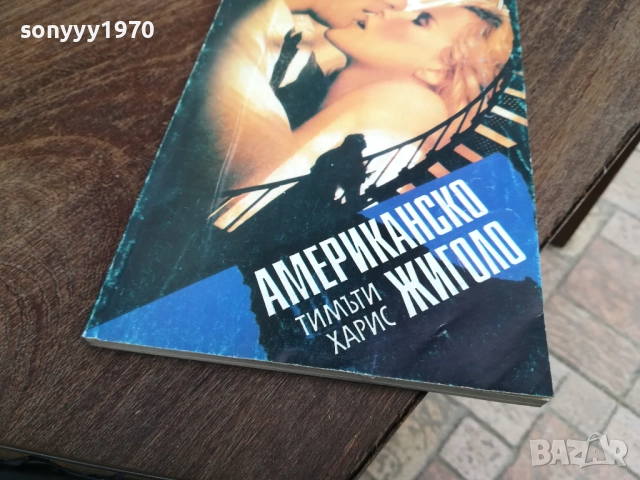 sonyyy1970
АМЕРИКАНСКО
ЖИГОЛО
ТИМЪТИ
ХАРИС
BAZAR